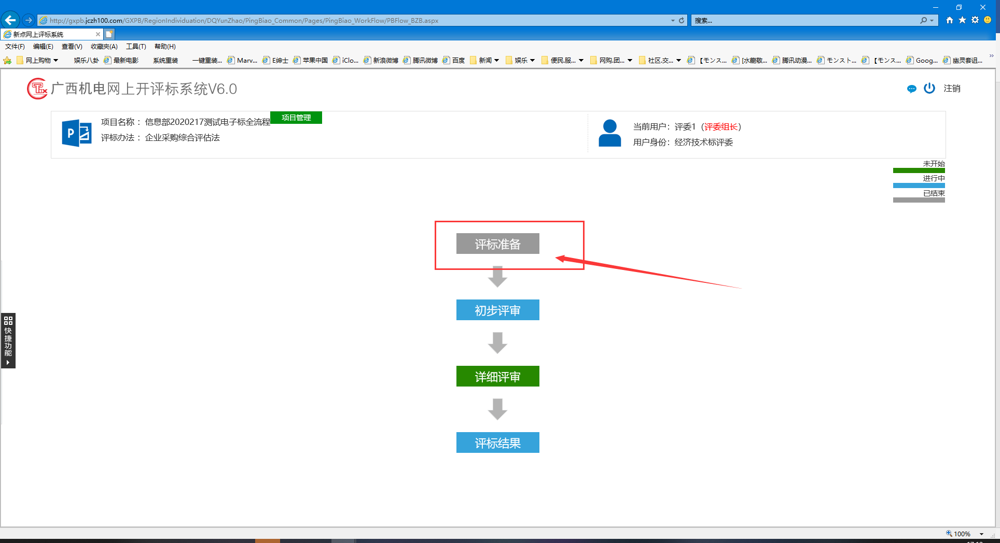 http://gxpb.jczh100.com/GXPB/RegionIndividuation/DQYunZhao/PingBiao_Common/Pages/PingBiao_WorkFlow/PBFlow_BZB.aspx 搜索...
新点网上评标系统
文件(F) 编辑(E) 查看(V) 收藏夹(A) 工具(T) 帮助(H)
网上购物 娱乐八卦 最新电影 系统重装 一键重装... Marv... E绅士 苹果中国 iClo... 新浪微博 腾讯微博 百度 新闻 娱乐 便民.服... 网购.团... 社区.交... 【モンス... [水龍敬... 腾讯动漫... モンスト... 【モンス... Goog... 幽灵套诅...
广西机电网上开评标系统V6.0
注销
项目名称： 信息部2020217测试电子标全流程 项目管理
评标办法： 企业采购综合评估法
当前用户：评委1（评委组长）
用户身份：经济技术标评委
未开始
进行中
已结束
评标准备
初步评审
详细评审
评标结果
快捷功能
100%